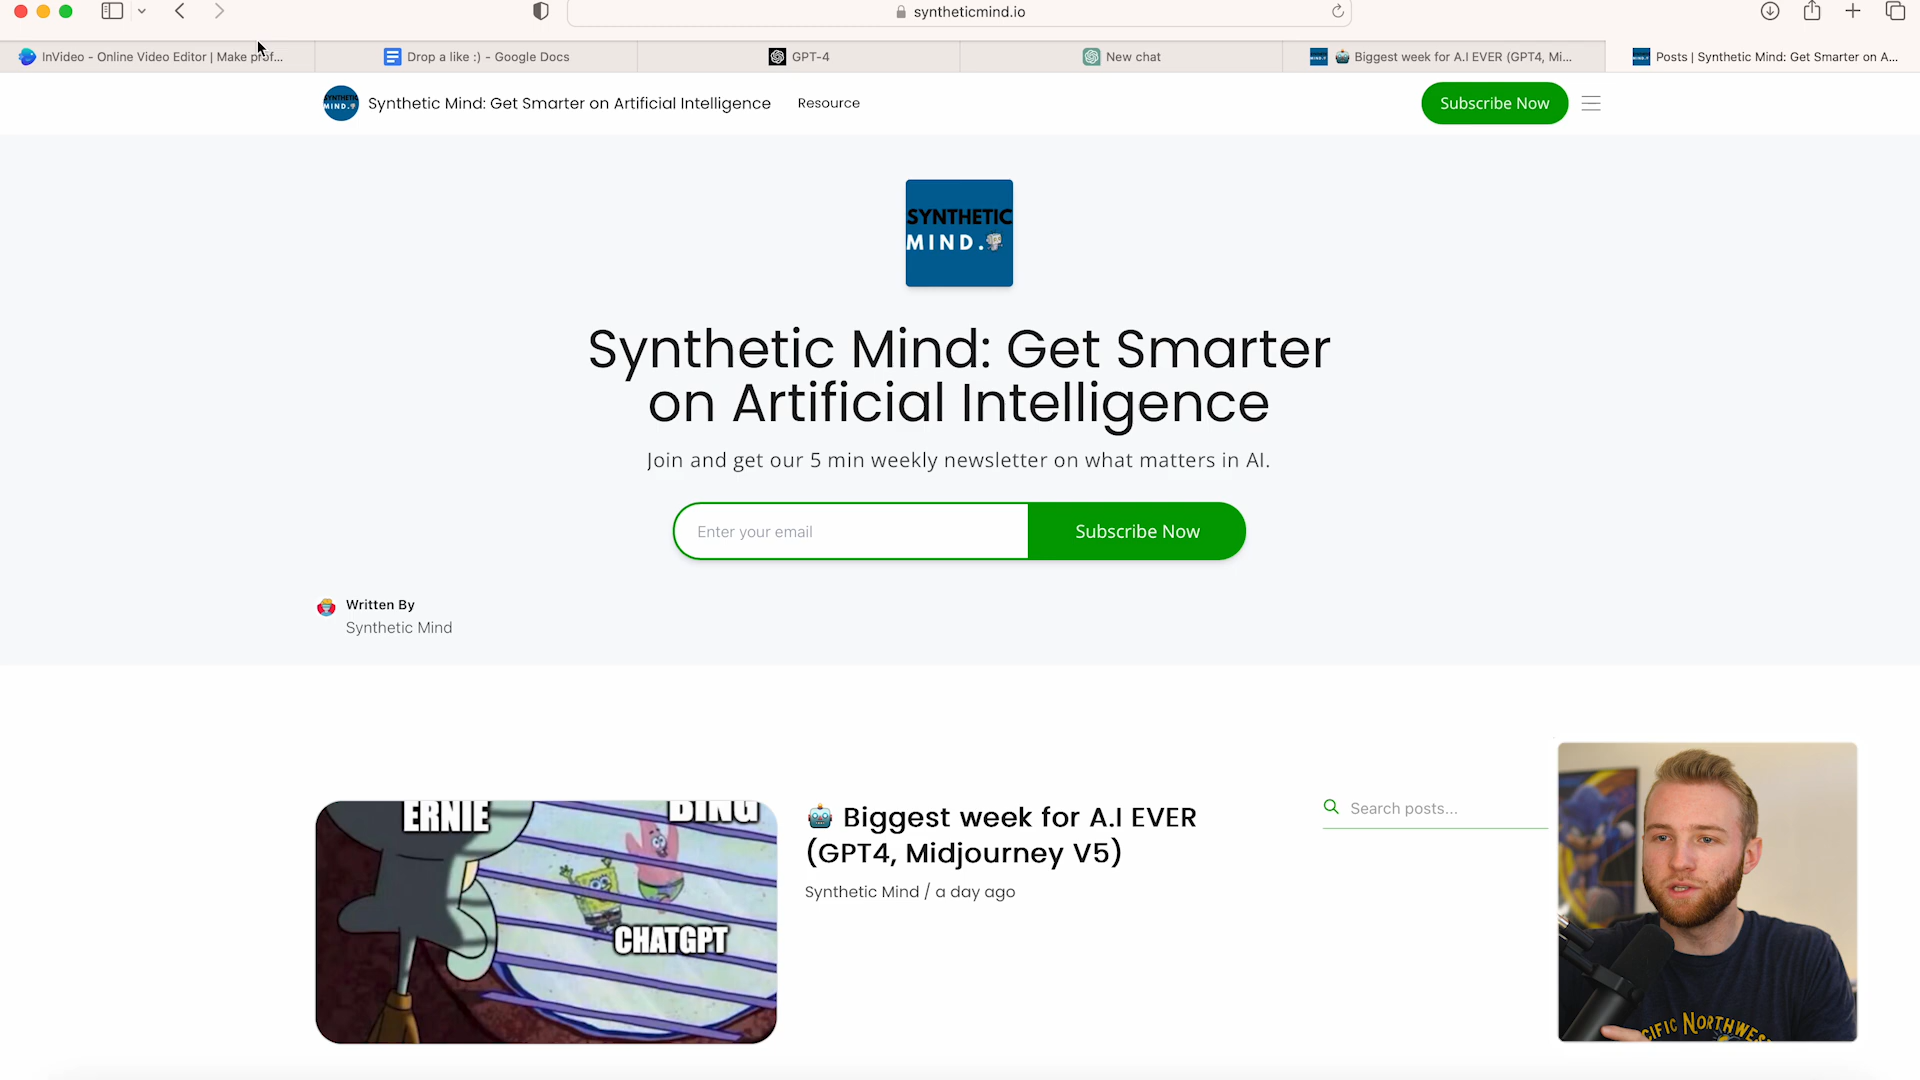 syntheticmind.io
InVideo - Online Video Editor | Make prof...
Drop a like :) - Google Docs
GPT-4
New chat
🤖 Biggest week for A.I EVER (GPT4, Mi...
Posts | Synthetic Mind: Get Smarter on A...
Synthetic Mind: Get Smarter on Artificial Intelligence
Resource
Subscribe Now
SYNTHETIC
MIND.
Synthetic Mind: Get Smarter
on Artificial Intelligence
Join and get our 5 min weekly newsletter on what matters in AI.
Enter your email
Subscribe Now
Written By
Synthetic Mind
ERNIE
BING
CHATGPT
🤖 Biggest week for A.I EVER
(GPT4, Midjourney V5)
Synthetic Mind / a day ago
Search posts...
CIFIC NORTHWES